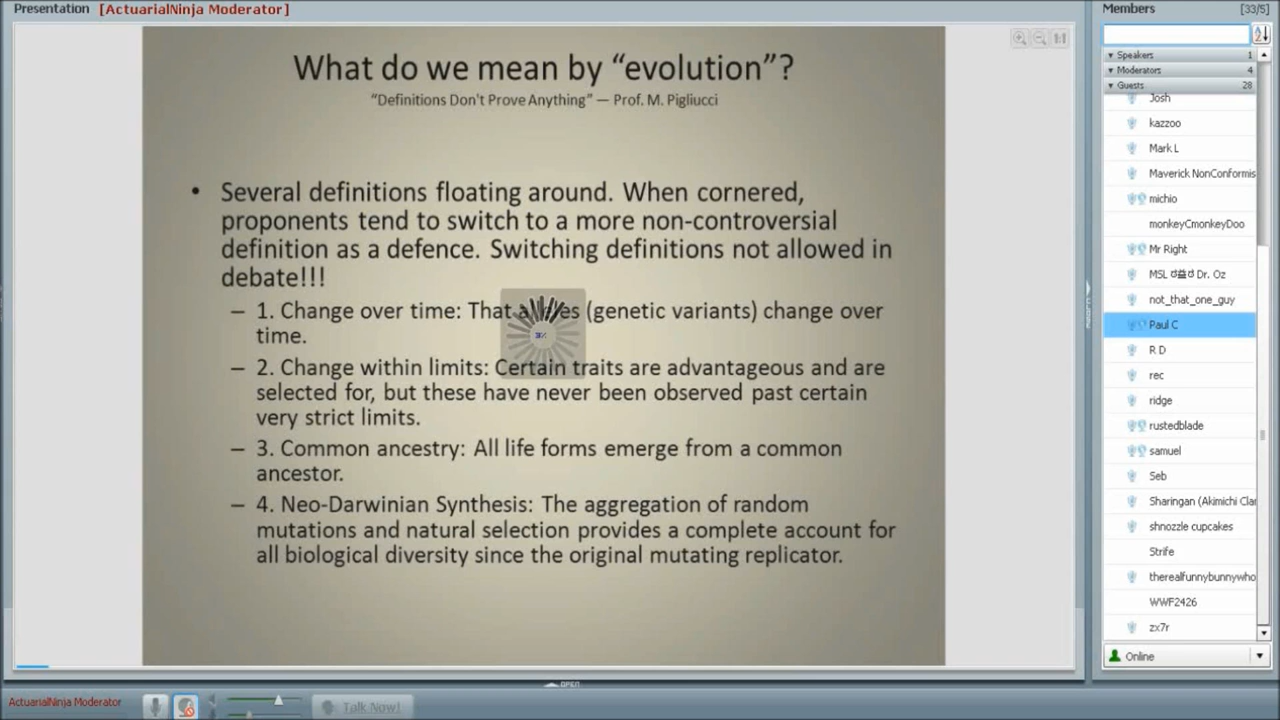 Presentation [ActuarialNinja Moderator]
What do we mean by “evolution”?
“Definitions Don't Prove Anything” — Prof. M. Pigliucci
• Several definitions floating around. When cornered,
proponents tend to switch to a more non-controversial
definition as a defence. Switching definitions not allowed in
debate!!!
– 1. Change over time: That alleles (genetic variants) change over
time.
– 2. Change within limits: Certain traits are advantageous and are
selected for, but these have never been observed past certain
very strict limits.
– 3. Common ancestry: All life forms emerge from a common
ancestor.
– 4. Neo-Darwinian Synthesis: The aggregation of random
mutations and natural selection provides a complete account for
all biological diversity since the original mutating replicator.
OPEN
ActuarialNinja Moderator
Talk Now!
Members [33/5]
Speakers 1
Moderators 4
Guests 28
Josh
kazzoo
Mark L
Maverick NonConformis
michio
monkeyCmonkeyDoo
Mr Right
MSL Dr. Oz
not_that_one_guy
Paul C
R D
rec
ridge
rustedblade
samuel
Seb
Sharingan (Akimichi Clar
shnozzle cupcakes
Strife
therealfunnybunnywho
WWF2426
zx7r
Online